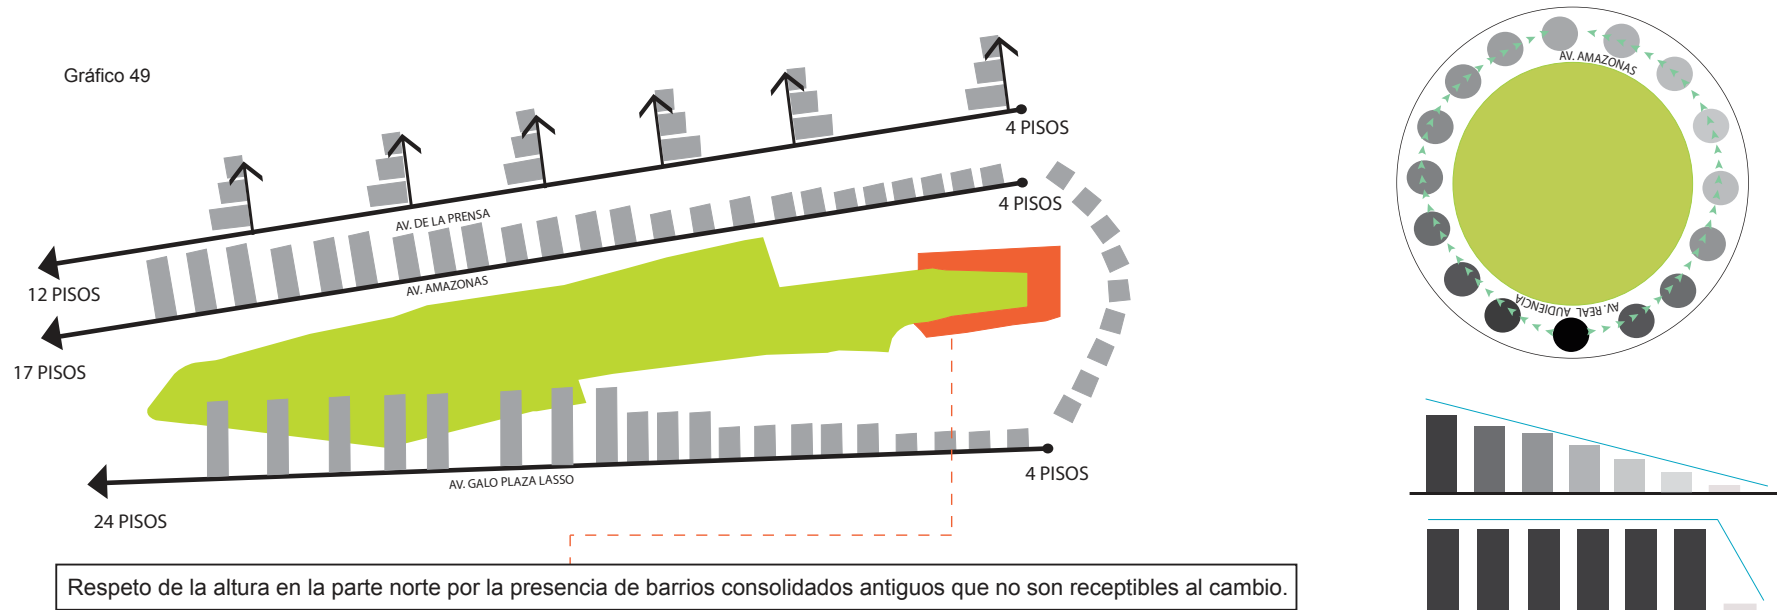 Gráfico 49
4 PISOS
AV. DE LA PRENSA
12 PISOS
4 PISOS
AV. AMAZONAS
17 PISOS
4 PISOS
AV. GALO PLAZA LASSO
24 PISOS
Respeto de la altura en la parte norte por la presencia de barrios consolidados antiguos que no son receptibles al cambio.
AV. AMAZONAS
AV. REAL AUDIENCIA